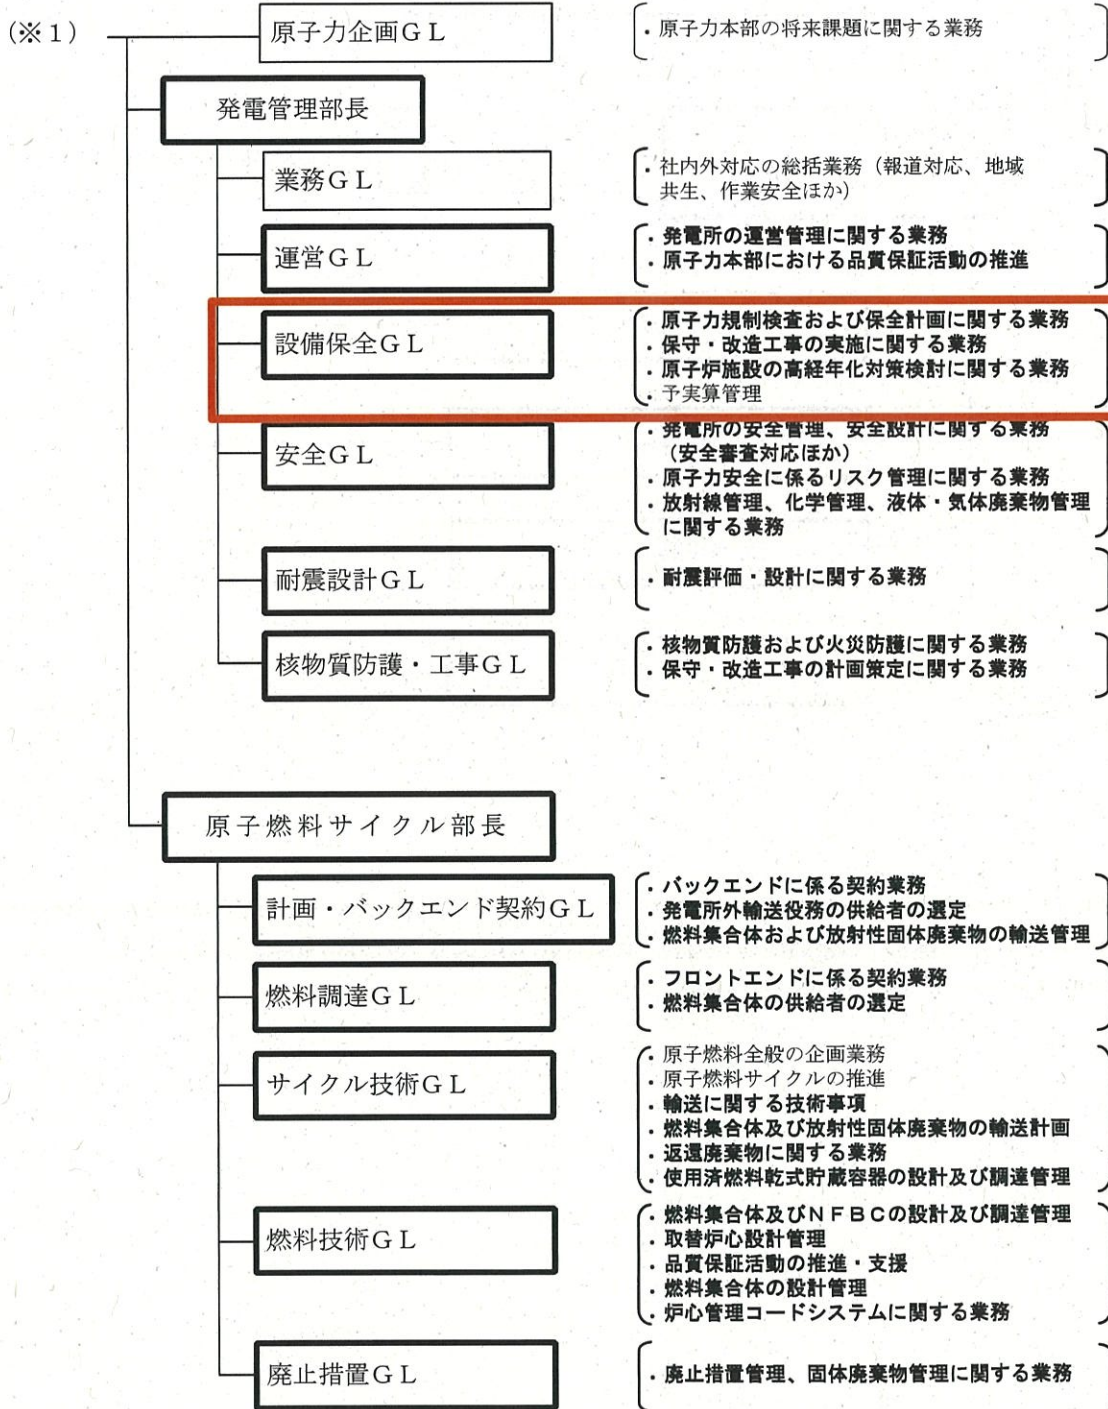 (※１)
原子力企画ＧＬ
・原子力本部の将来課題に関する業務
発電管理部長
業務ＧＬ
・社内外対応の総括業務（報道対応、地域
共生、作業安全ほか）
運営ＧＬ
・発電所の運営管理に関する業務
・原子力本部における品質保証活動の推進
設備保全ＧＬ
・原子力規制検査および保全計画に関する業務
・保守・改造工事の実施に関する業務
・原子炉施設の高経年化対策検討に関する業務
・予実算管理
安全ＧＬ
・発電所の安全管理、安全設計に関する業務
（安全審査対応ほか）
・原子力安全に係るリスク管理に関する業務
・放射線管理、化学管理、液体・気体廃棄物管理
に関する業務
耐震設計ＧＬ
・耐震評価・設計に関する業務
核物質防護・工事ＧＬ
・核物質防護および火災防護に関する業務
・保守・改造工事の計画策定に関する業務
原子燃料サイクル部長
計画・バックエンド契約ＧＬ
・バックエンドに係る契約業務
・発電所外輸送役務の供給者の選定
・燃料集合体および放射性固体廃棄物の輸送管理
燃料調達ＧＬ
・フロントエンドに係る契約業務
・燃料集合体の供給者の選定
サイクル技術ＧＬ
・原子燃料全般の企画業務
・原子燃料サイクルの推進
・輸送に関する技術事項
・燃料集合体及び放射性固体廃棄物の輸送計画
・返還廃棄物に関する業務
・使用済燃料乾式貯蔵容器の設計及び調達管理
燃料技術ＧＬ
・燃料集合体及びＮＦＢＣの設計及び調達管理
・取替炉心設計管理
・品質保証活動の推進・支援
・燃料集合体の設計管理
・炉心管理コードシステムに関する業務
廃止措置ＧＬ
・廃止措置管理、固体廃棄物管理に関する業務